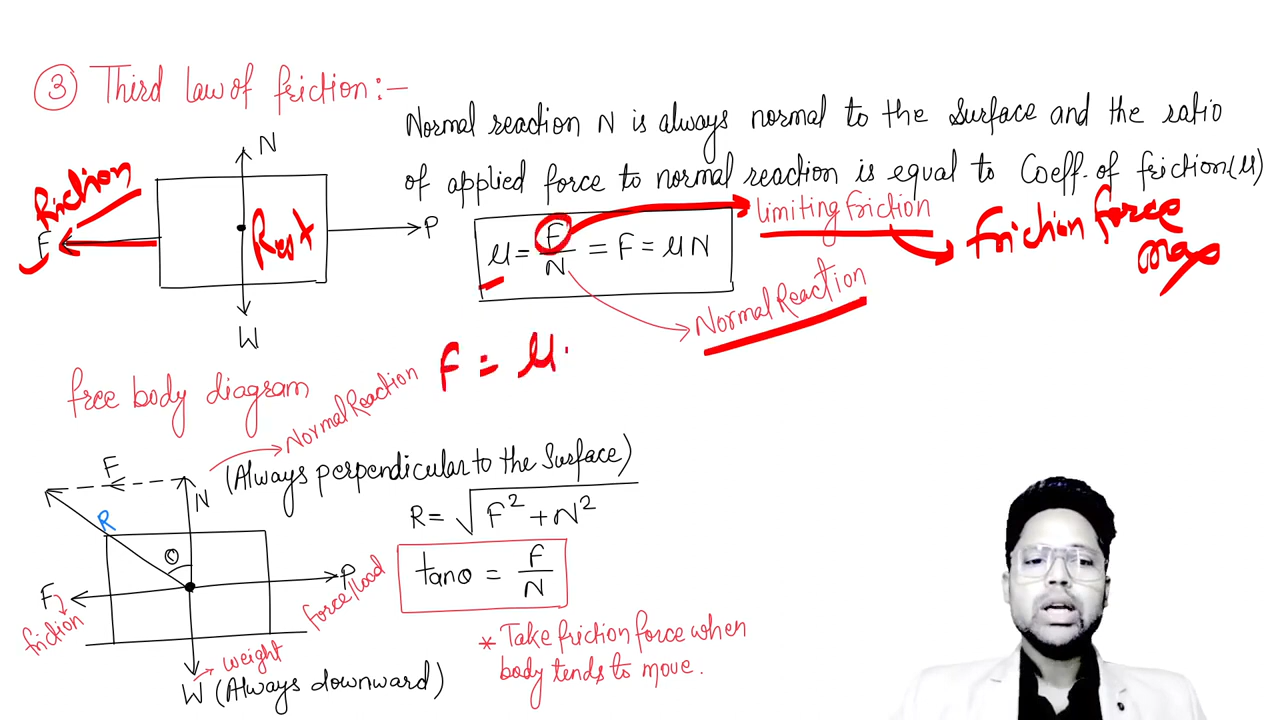 ③ Third law of friction:-
Normal reaction N is always normal to the surface and the ratio
of applied force to normal reaction is equal to Coeff. of friction(μ)
N
friction
F
Rest
P
W
μ = F/N = F = μN
Limiting friction
friction force
max
Normal Reaction
F = μ
free body diagram
Normal Reaction
(Always perpendicular to the Surface)
F
N
R
θ
R = √F² + N²
F
friction
P
force/load
tanθ = F/N
* Take friction force when
body tends to move.
weight
W (Always downward)